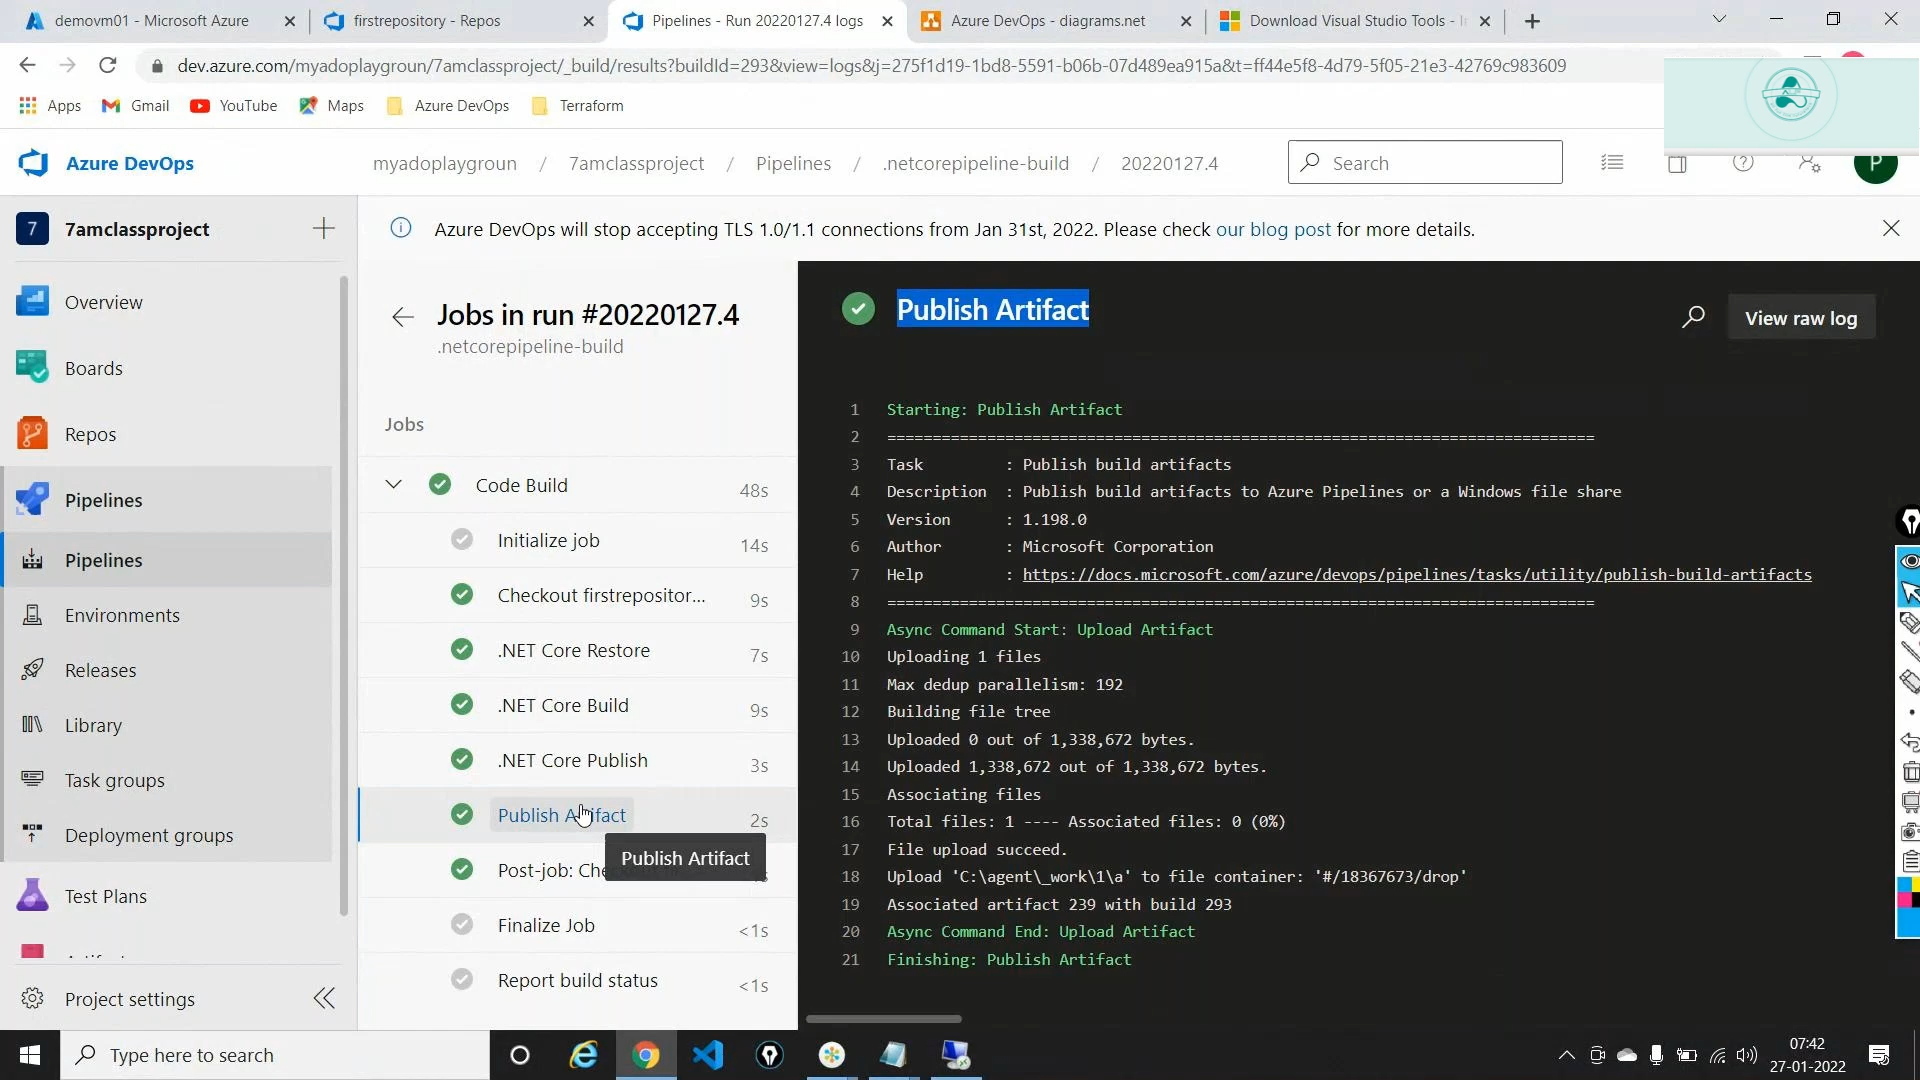 demovm01 - Microsoft Azure
firstrepository - Repos
Pipelines - Run 20220127.4 logs
Azure DevOps - diagrams.net
Download Visual Studio Tools - I
dev.azure.com/myadoplaygroun/7amclassproject/_build/results?buildId=293&view=logs&j=275f1d19-1bd8-5591-b06b-07d489ea915a&t=ff44e5f8-4d79-5f05-21e3-42769c983609
Apps
Gmail
YouTube
Maps
Azure DevOps
Terraform
Azure DevOps
myadoplaygroun / 7amclassproject / Pipelines / .netcorepipeline-build / 20220127.4
Search
P
7 7amclassproject
Azure DevOps will stop accepting TLS 1.0/1.1 connections from Jan 31st, 2022. Please check our blog post for more details.
Overview
Boards
Repos
Pipelines
Pipelines
Environments
Releases
Library
Task groups
Deployment groups
Test Plans
Project settings
Jobs in run #20220127.4
.netcorepipeline-build
Jobs
Code Build 48s
Initialize job 14s
Checkout firstrepositor... 9s
.NET Core Restore 7s
.NET Core Build 9s
.NET Core Publish 3s
Publish Artifact 2s
Publish Artifact
Post-job: Che
Finalize Job <1s
Report build status <1s
Publish Artifact
View raw log
1 Starting: Publish Artifact
2 ==============================================================================
3 Task : Publish build artifacts
4 Description : Publish build artifacts to Azure Pipelines or a Windows file share
5 Version : 1.198.0
6 Author : Microsoft Corporation
7 Help : https://docs.microsoft.com/azure/devops/pipelines/tasks/utility/publish-build-artifacts
8 ==============================================================================
9 Async Command Start: Upload Artifact
10 Uploading 1 files
11 Max dedup parallelism: 192
12 Building file tree
13 Uploaded 0 out of 1,338,672 bytes.
14 Uploaded 1,338,672 out of 1,338,672 bytes.
15 Associating files
16 Total files: 1 ---- Associated files: 0 (0%)
17 File upload succeed.
18 Upload 'C:\agent\_work\1\a' to file container: '#/18367673/drop'
19 Associated artifact 239 with build 293
20 Async Command End: Upload Artifact
21 Finishing: Publish Artifact
Type here to search
07:42
27-01-2022